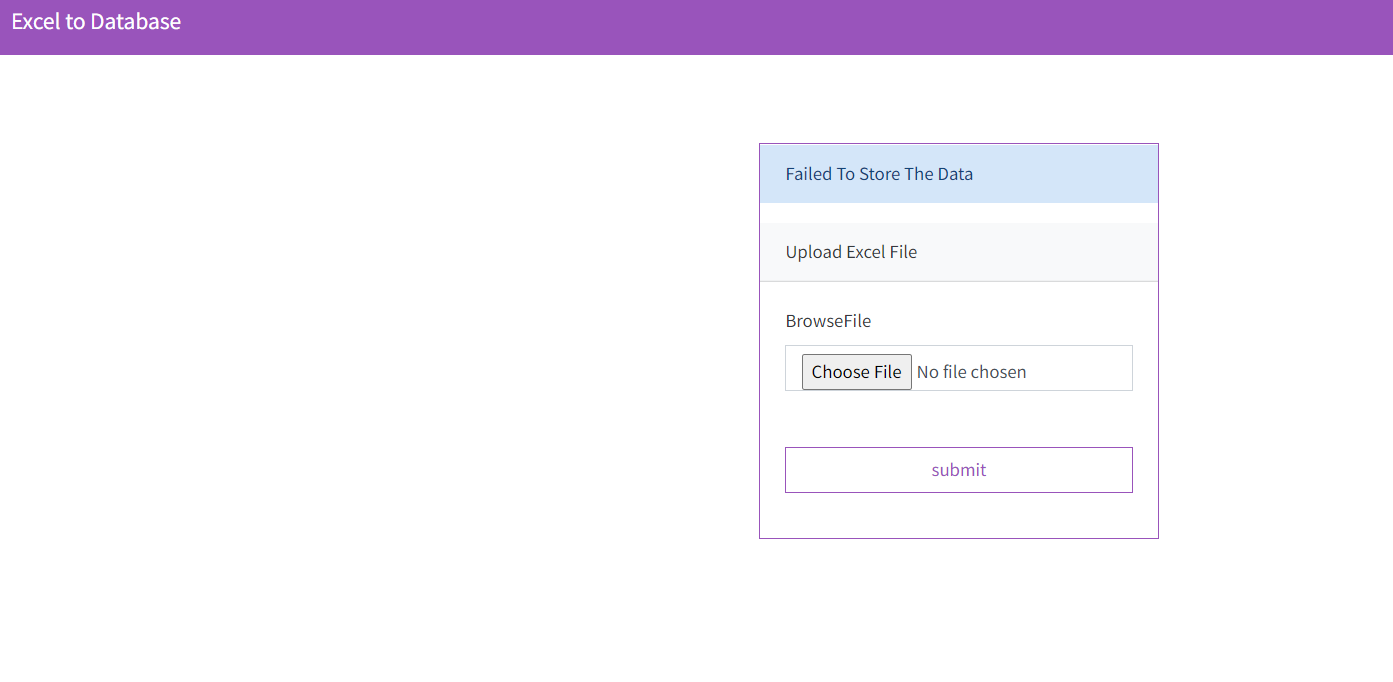 Excel to Database
Failed To Store The Data
Upload Excel File
BrowseFile
Choose File No file chosen
submit